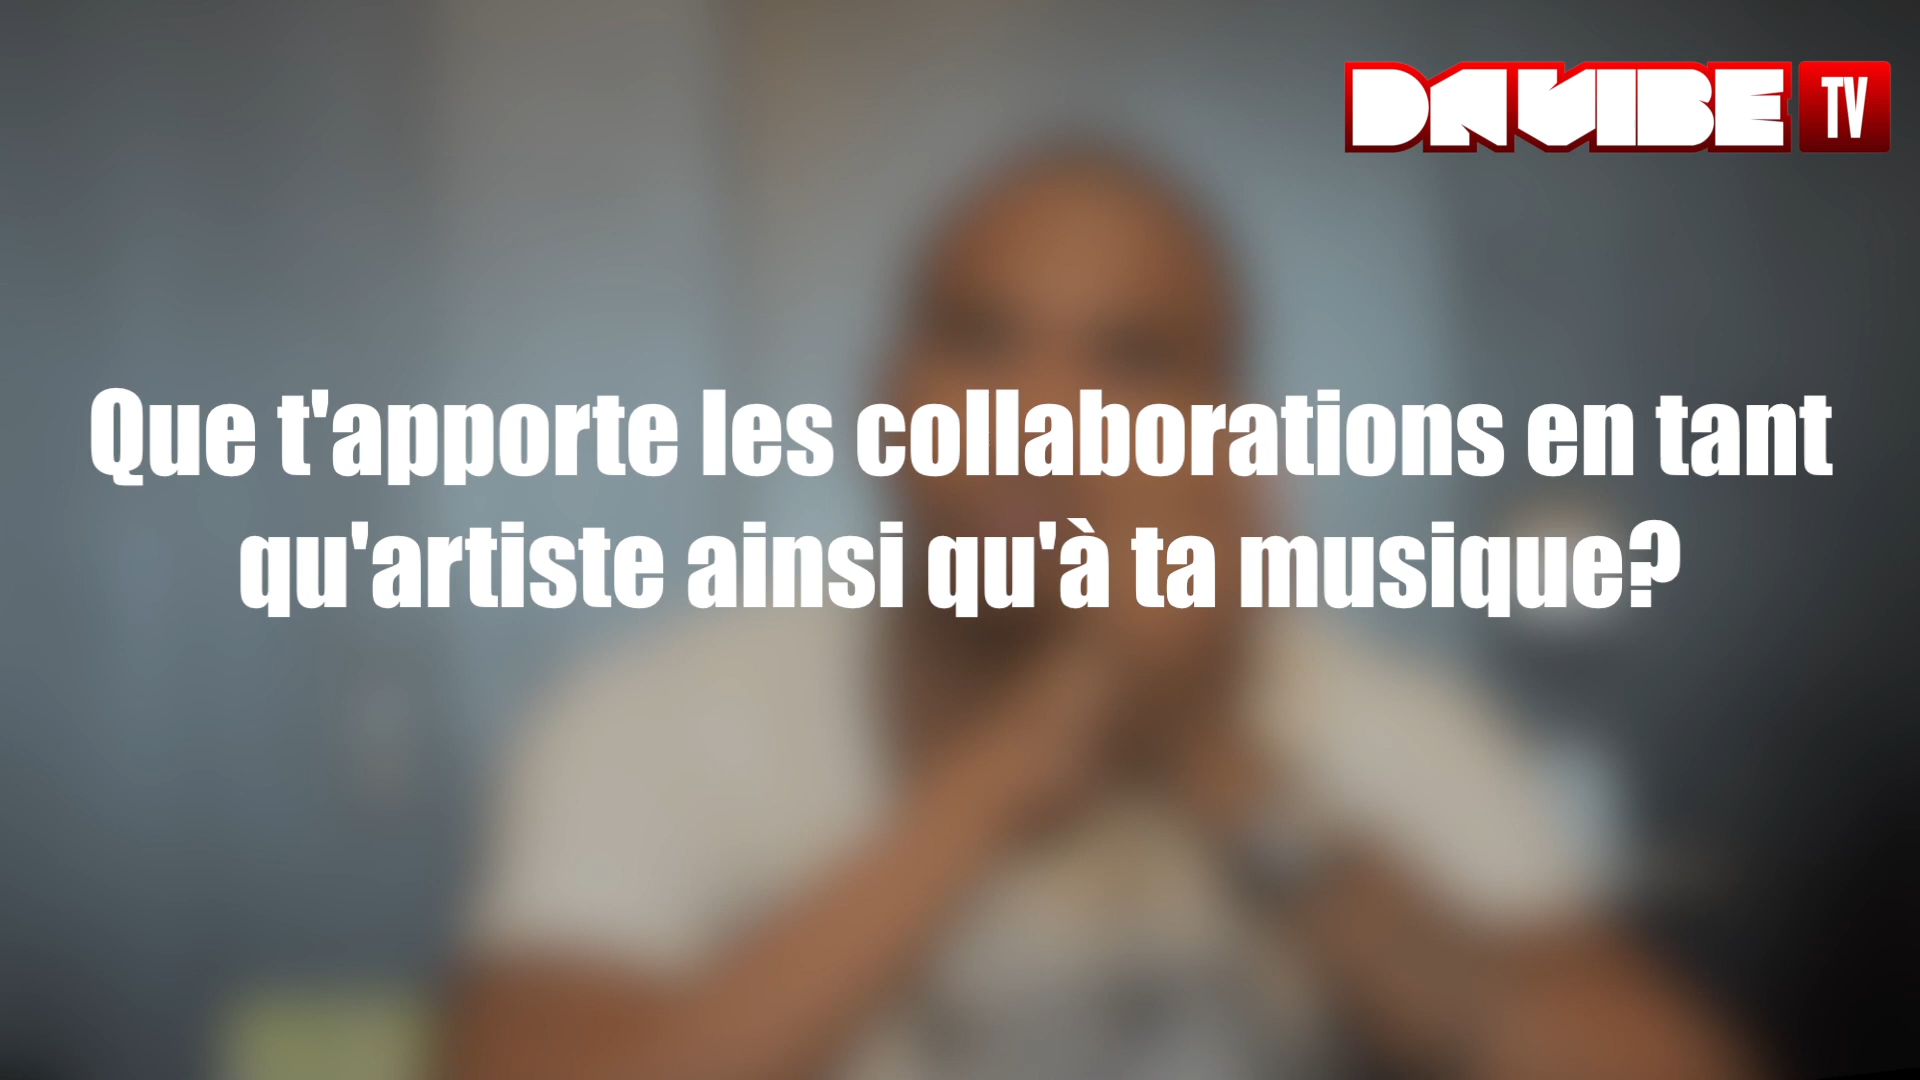 DAVIBE TV
Que t'apporte les collaborations en tant
qu'artiste ainsi qu'à ta musique?